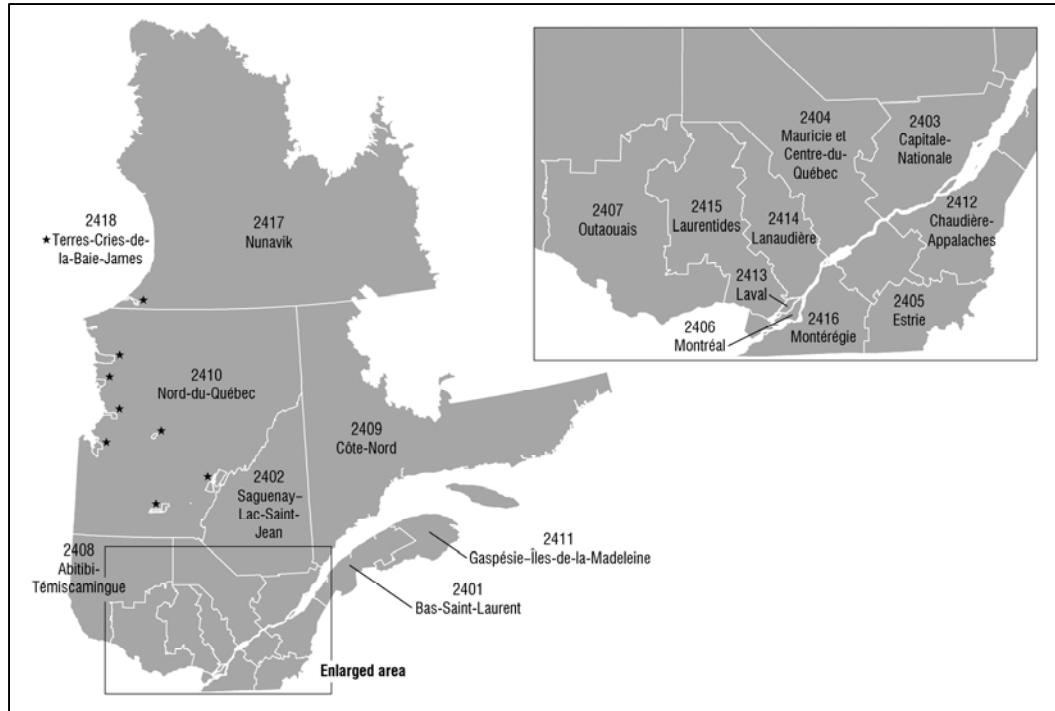 2418
★Terres-Cries-de-
la-Baie-James
2417
Nunavik
2410
Nord-du-Québec
2409
Côte-Nord
2402
Saguenay–
Lac-Saint-
Jean
2408
Abitibi-
Témiscamingue
2411
Gaspésie–Îles-de-la-Madeleine
2401
Bas-Saint-Laurent
Enlarged area
2404
Mauricie et
Centre-du-
Québec
2403
Capitale-
Nationale
2407
Outaouais
2415
Laurentides
2414
Lanaudière
2412
Chaudière-
Appalaches
2413
Laval
2406
Montréal
2416
Montérégie
2405
Estrie